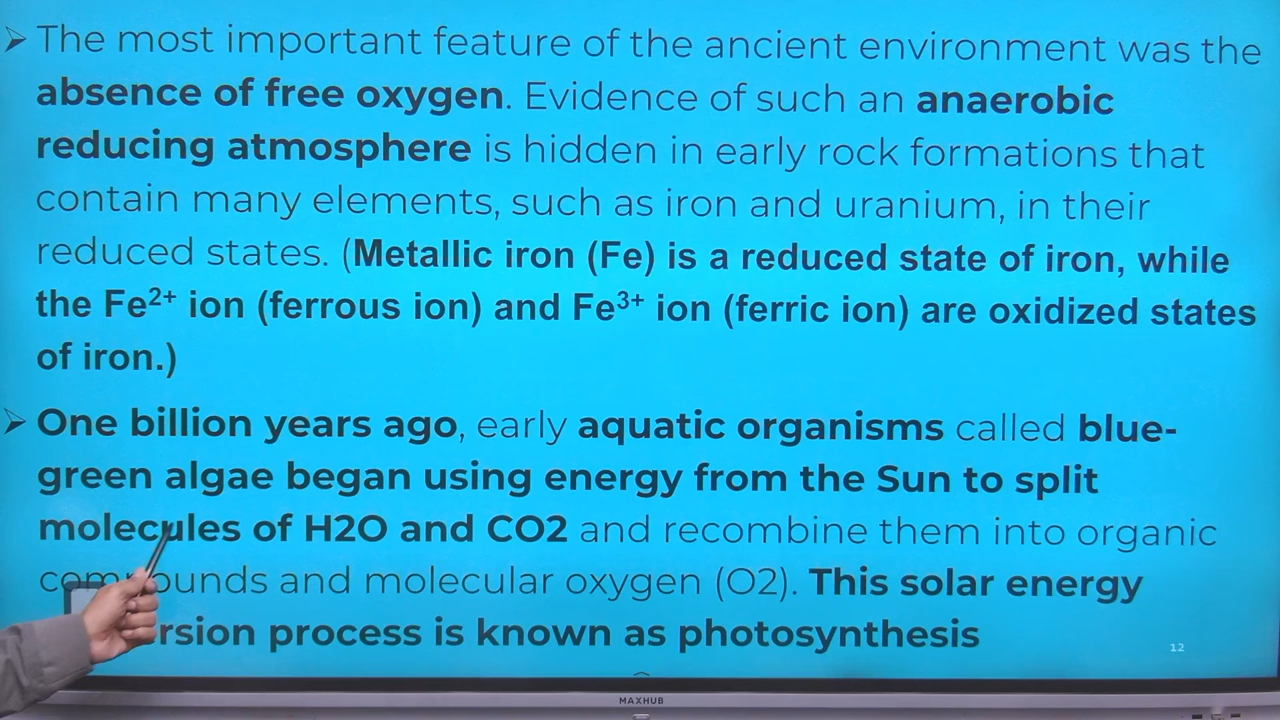 ➢ The most important feature of the ancient environment was the
absence of free oxygen. Evidence of such an anaerobic
reducing atmosphere is hidden in early rock formations that
contain many elements, such as iron and uranium, in their
reduced states. (Metallic iron (Fe) is a reduced state of iron, while
the Fe²⁺ ion (ferrous ion) and Fe³⁺ ion (ferric ion) are oxidized states
of iron.)
➢ One billion years ago, early aquatic organisms called blue-
green algae began using energy from the Sun to split
molecules of H2O and CO2 and recombine them into organic
compounds and molecular oxygen (O2). This solar energy
rsion process is known as photosynthesis
12
MAXHUB